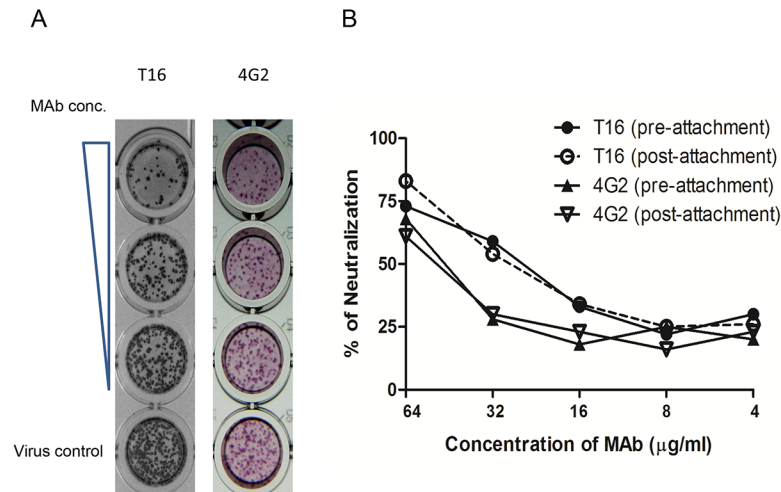 A
T16 4G2
MAb conc.
Virus control
B
T16 (pre-attachment)
T16 (post-attachment)
4G2 (pre-attachment)
4G2 (post-attachment)
100
75
50
25
0
% of Neutralization
64 32 16 8 4
Concentration of MAb (µg/ml)